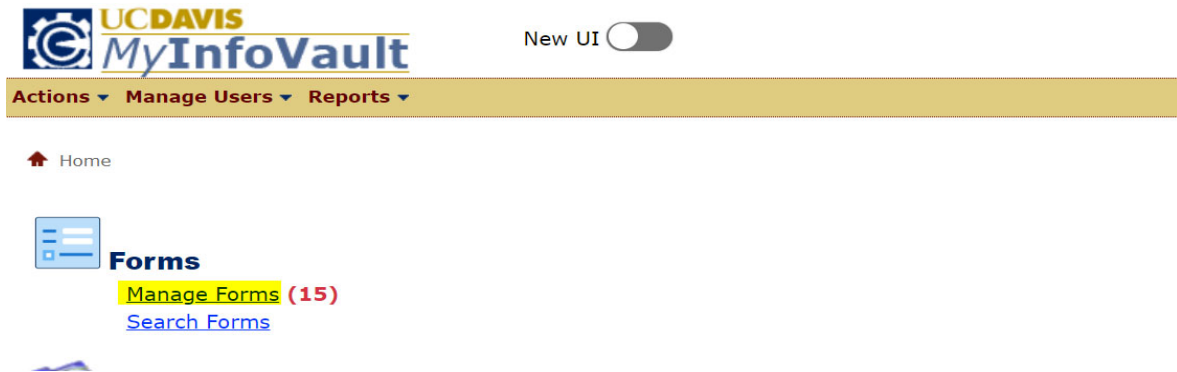 UCDAVIS
MyInfoVault
New UI
Actions Manage Users Reports
Home
Forms
Manage Forms (15)
Search Forms